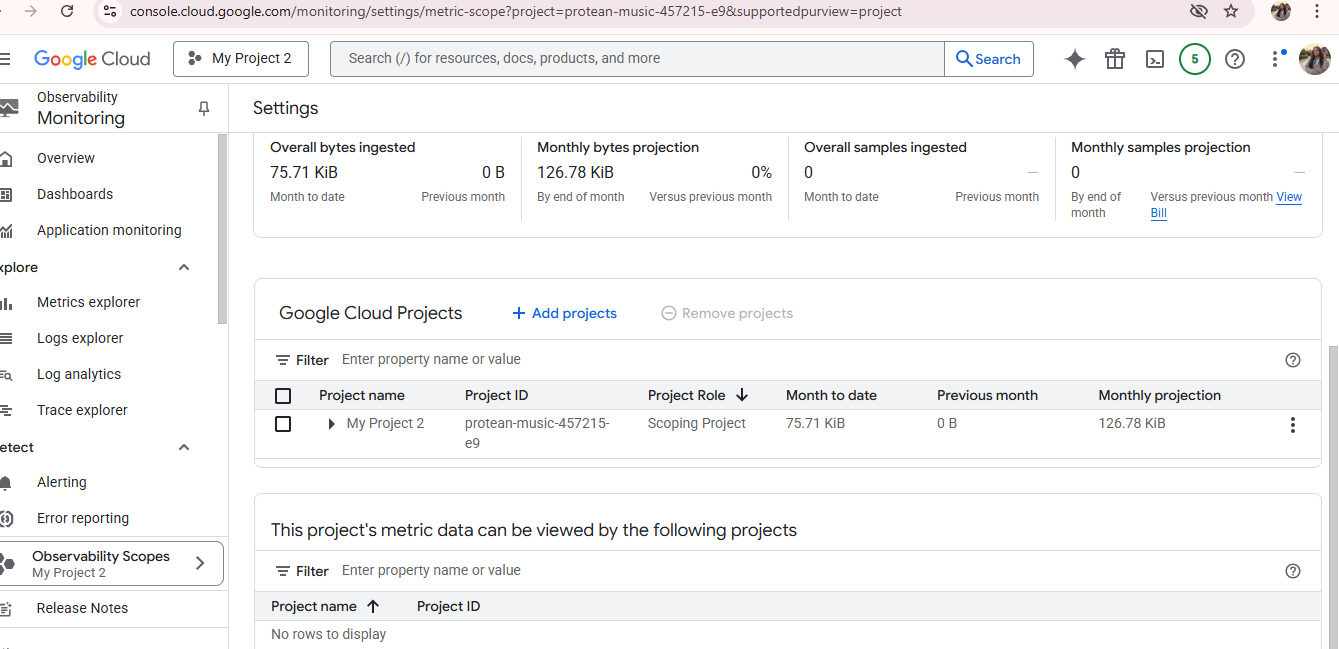 console.cloud.google.com/monitoring/settings/metric-scope?project=protean-music-457215-e9&supportedpurview=project
Google Cloud
My Project 2
Search (/) for resources, docs, products, and more
Search
5
Observability
Monitoring
Settings
Overview
Dashboards
Application monitoring
xplore
Metrics explorer
Logs explorer
Log analytics
Trace explorer
etect
Alerting
Error reporting
Observability Scopes
My Project 2
Release Notes
Overall bytes ingested
75.71 KiB 0 B
Month to date Previous month
Monthly bytes projection
126.78 KiB 0%
By end of month Versus previous month
Overall samples ingested
0 —
Month to date Previous month
Monthly samples projection
0 —
By end of month Versus previous month View Bill
Google Cloud Projects Add projects Remove projects
Filter Enter property name or value
Project name Project ID Project Role Month to date Previous month Monthly projection
My Project 2 protean-music-457215-e9 Scoping Project 75.71 KiB 0 B 126.78 KiB
This project's metric data can be viewed by the following projects
Filter Enter property name or value
Project name Project ID
No rows to display